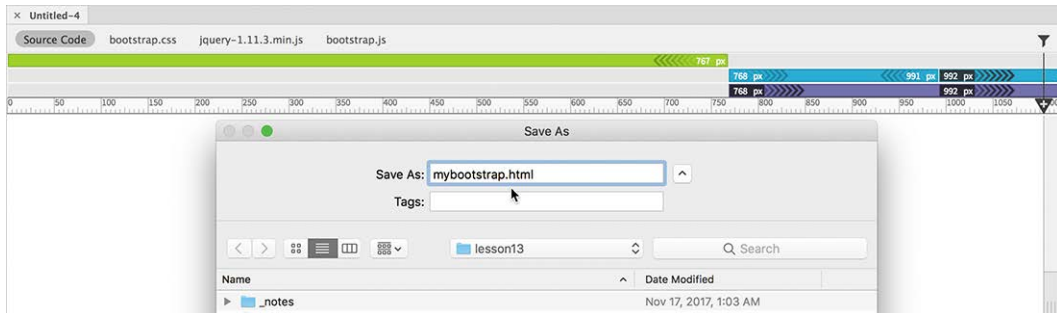 × Untitled-4
Source Code bootstrap.css jquery-1.11.3.min.js bootstrap.js
767 px
768 px 991 px 992 px
768 px 992 px
0 50 100 150 200 250 300 350 400 450 500 550 600 650 700 750 800 850 900 950 1000 1050
Save As
Save As: mybootstrap.html
Tags:
lesson13 Search
Name Date Modified
_notes Nov 17, 2017, 1:03 AM